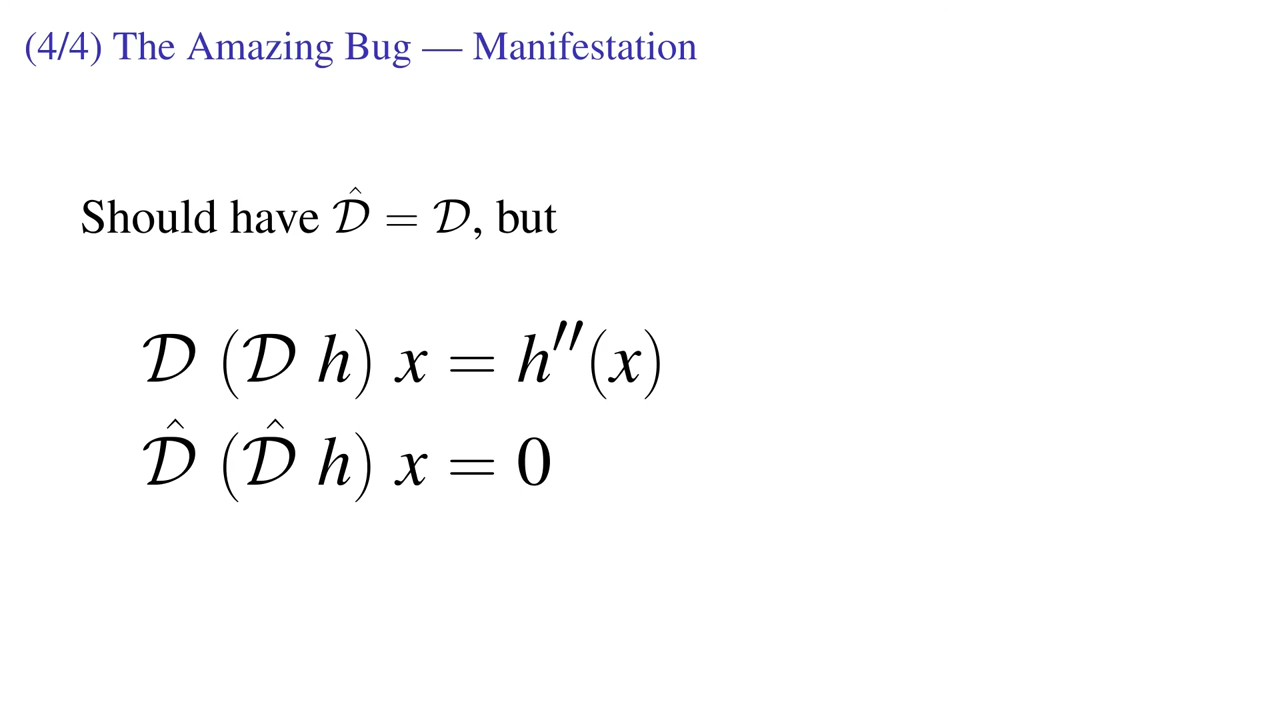 (4/4) The Amazing Bug — Manifestation
Should have 𝒟̂ = 𝒟, but
𝒟 (𝒟 h) x = h″(x)
𝒟̂ (𝒟̂ h) x = 0